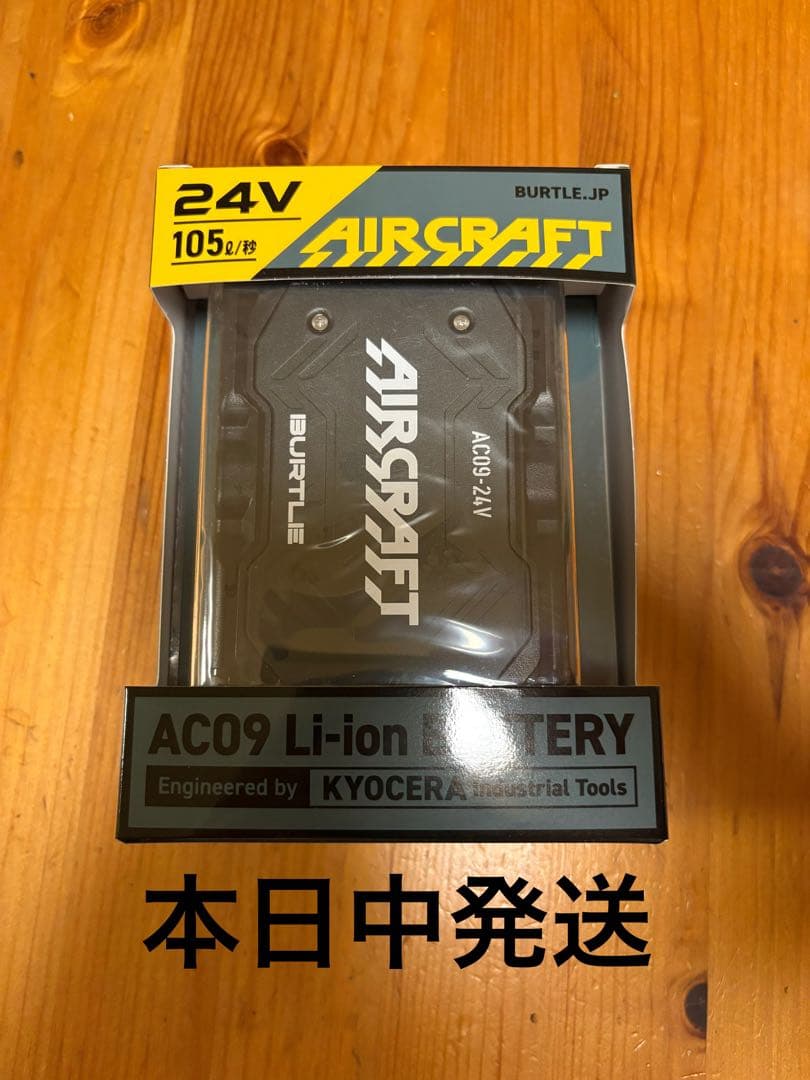 24V
BURTLE.JP
105ℓ/秒
AIRCRAFT
AIRCRAFT
BURTLE
AC09-24V
AC09 Li-ion BATTERY
Engineered by KYOCERA Industrial Tools
本日中発送